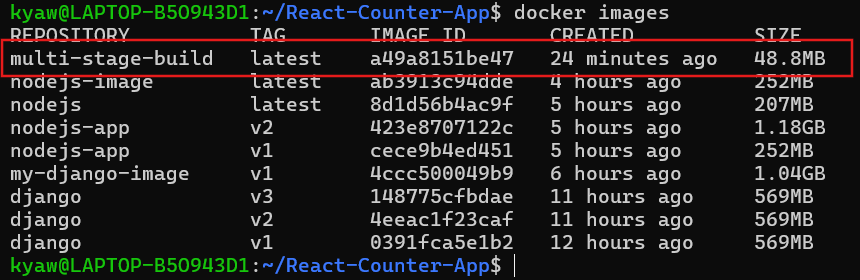 kyaw@LAPTOP-B5O943D1:~/React-Counter-App$ docker images
REPOSITORY TAG IMAGE ID CREATED SIZE
multi-stage-build latest a49a8151be47 24 minutes ago 48.8MB
nodejs-image latest ab3913c94dde 4 hours ago 252MB
nodejs latest 8d1d56b4ac9f 5 hours ago 207MB
nodejs-app v2 423e8707122c 5 hours ago 1.18GB
nodejs-app v1 cece9b4ed451 5 hours ago 252MB
my-django-image v1 4ccc500049b9 6 hours ago 1.04GB
django v3 148775cfbdae 11 hours ago 569MB
django v2 4eeac1f23caf 11 hours ago 569MB
django v1 0391fca5e1b2 12 hours ago 569MB
kyaw@LAPTOP-B5O943D1:~/React-Counter-App$